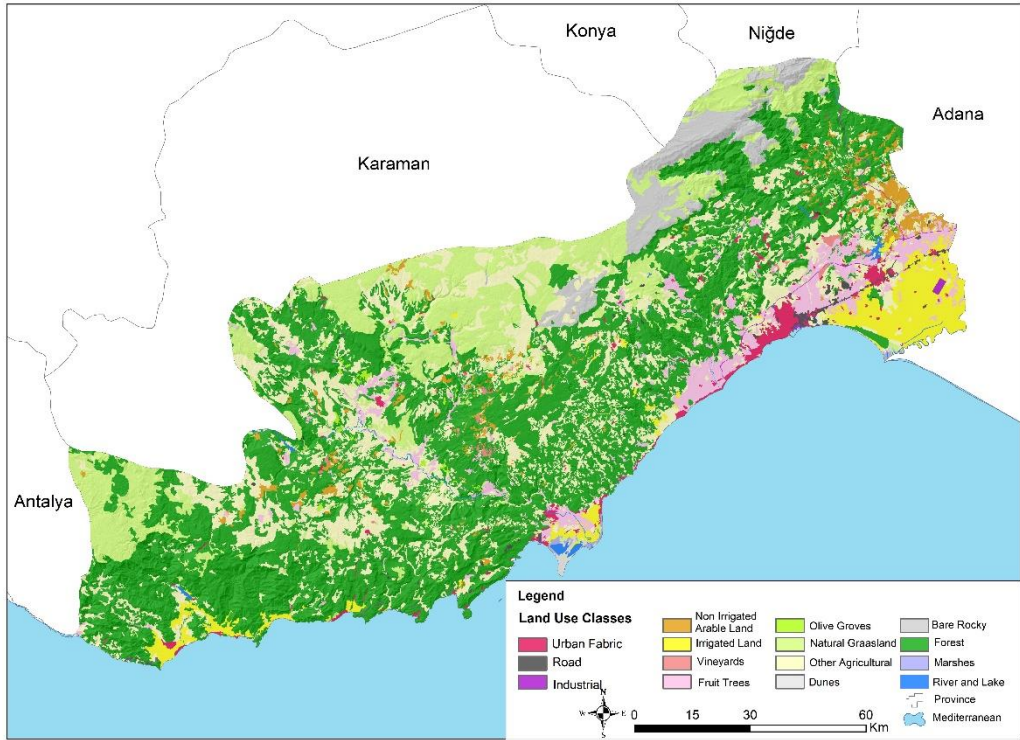 Konya
Niğde
Adana
Karaman
Antalya
Legend
Land Use Classes
Urban Fabric
Road
Industrial
Non Irrigated
Arable Land
Irrigated Land
Vineyards
Fruit Trees
Olive Groves
Natural Graasland
Other Agricultural
Dunes
Bare Rocky
Forest
Marshes
River and Lake
Province
Mediterranean
N
W
E
S
0 15 30 60
Km